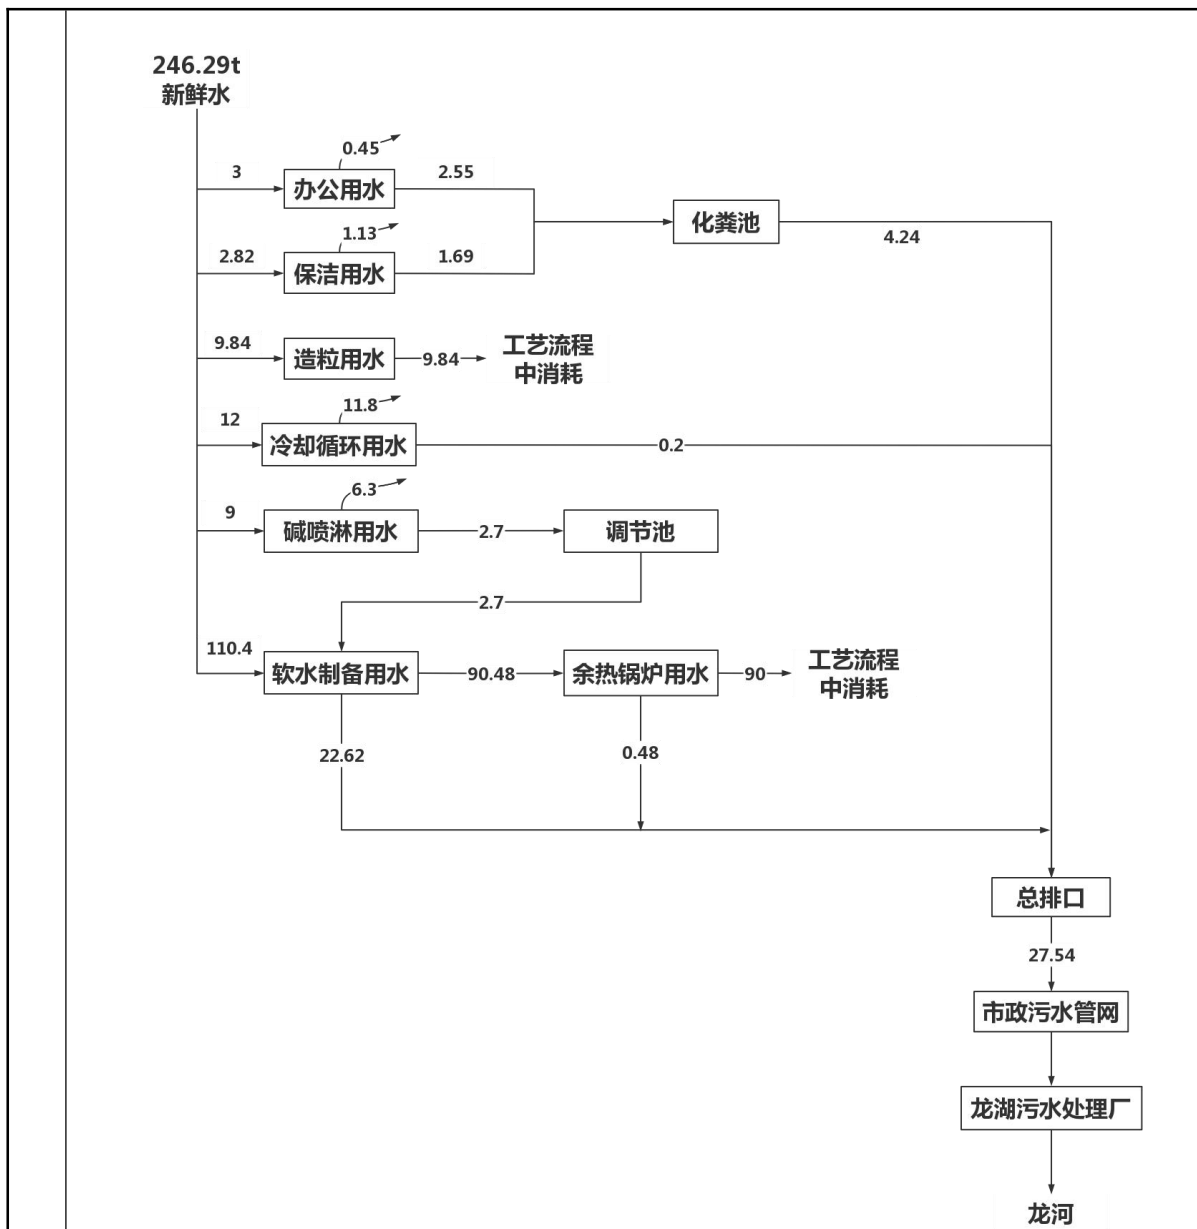 246.29t
新鲜水
0.45
3
办公用水
2.55
1.13
2.82
保洁用水
1.69
化粪池
4.24
9.84
造粒用水
9.84
工艺流程
中消耗
11.8
12
冷却循环用水
0.2
6.3
9
碱喷淋用水
2.7
调节池
2.7
110.4
软水制备用水
90.48
余热锅炉用水
90
工艺流程
中消耗
22.62
0.48
总排口
27.54
市政污水管网
龙湖污水处理厂
龙河